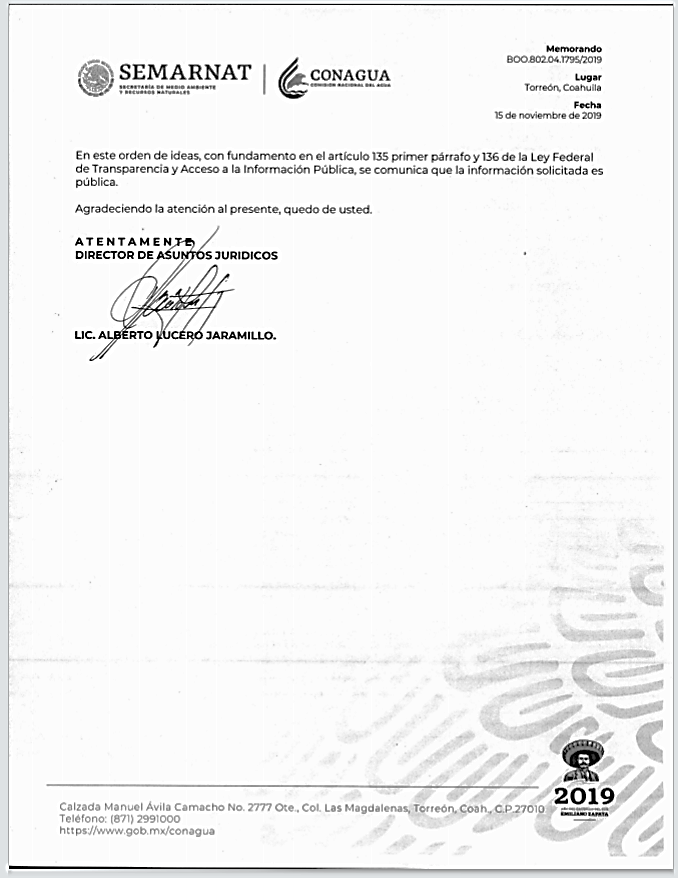 SEMARNAT
SECRETARÍA DE MEDIO AMBIENTE
Y RECURSOS NATURALES
CONAGUA
COMISIÓN NACIONAL DEL AGUA
Memorando
BOO.802.04.1795/2019
Lugar
Torreón, Coahuila
Fecha
15 de noviembre de 2019
En este orden de ideas, con fundamento en el artículo 135 primer párrafo y 136 de la Ley Federal
de Transparencia y Acceso a la Información Pública, se comunica que la información solicitada es
pública.
Agradeciendo la atención al presente, quedo de usted.
A T E N T A M E N T E
DIRECTOR DE ASUNTOS JURIDICOS
LIC. ALBERTO LUCERO JARAMILLO.
2019
EMILIANO ZAPATA
Calzada Manuel Ávila Camacho No. 2777 Ote., Col. Las Magdalenas, Torreón, Coah., C.P.27010
Teléfono: (871) 2991000
https://www.gob.mx/conagua